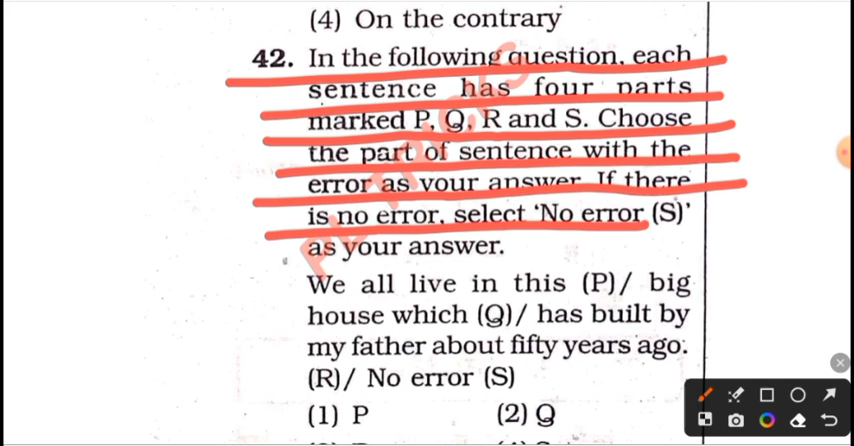 (4) On the contrary
42. In the following question, each
sentence has four parts
marked P, Q, R and S. Choose
the part of sentence with the
error as your answer. If there
is no error, select ‘No error (S)’
as your answer.
We all live in this (P)/ big
house which (Q)/ has built by
my father about fifty years ago.
(R)/ No error (S)
(1) P (2) Q